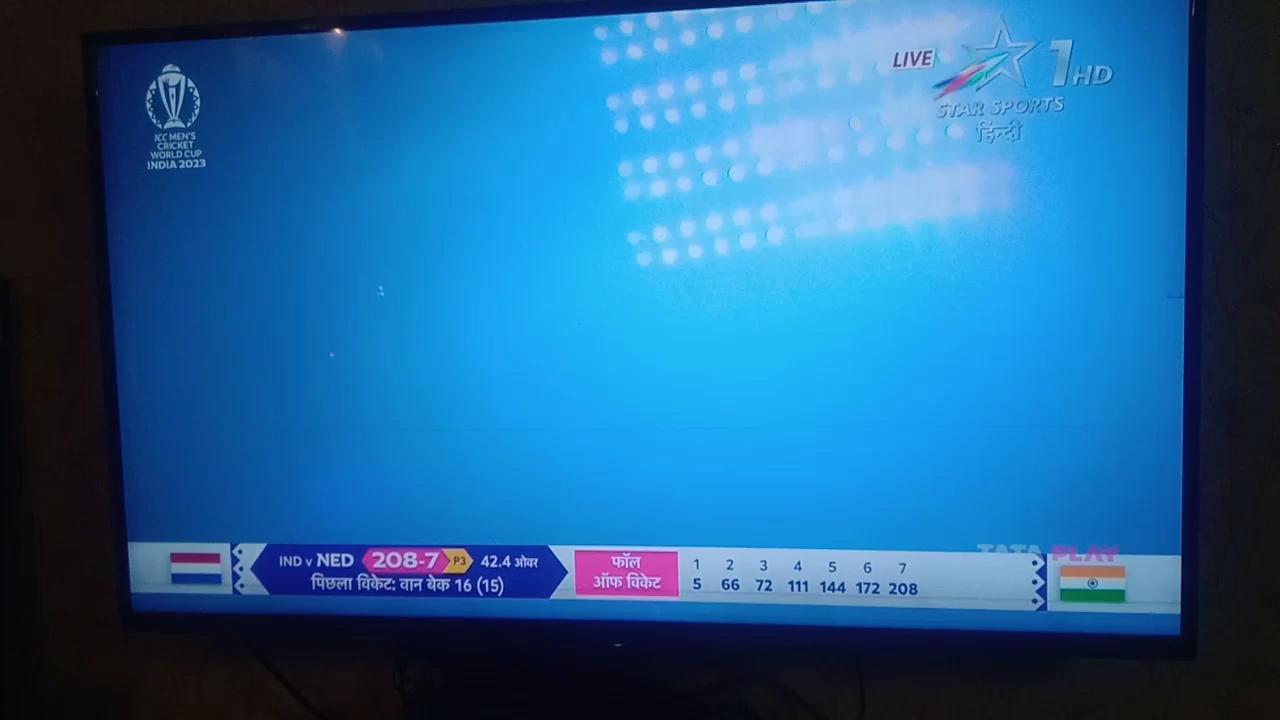 ICC MEN'S
CRICKET
WORLD CUP
INDIA 2023
LIVE
1 HD
STAR SPORTS
हिन्दी
TATA PLAY
IND v NED 208-7 P3 42.4 ओवर
पिछला विकेट: वान बेक 16 (15)
फॉल
ऑफ विकेट
1 2 3 4 5 6 7
5 66 72 111 144 172 208